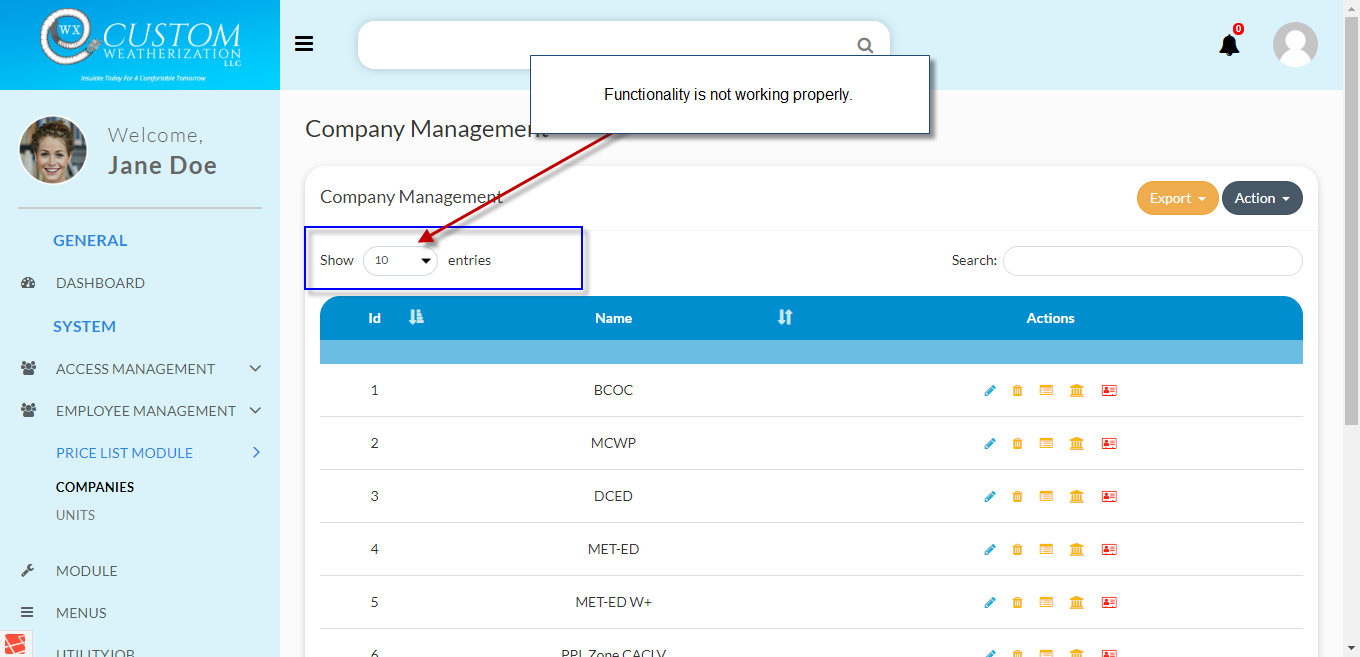 WX
CUSTOM
WEATHERIZATION
LLC
Insulate Today For A Comfortable Tomorrow
0
Functionality is not working properly.
Welcome,
Jane Doe
Company Management
Company Management
Export
Action
GENERAL
Show 10 entries
Search:
DASHBOARD
Id Name Actions
SYSTEM
ACCESS MANAGEMENT
1 BCOC
EMPLOYEE MANAGEMENT
2 MCWP
PRICE LIST MODULE
COMPANIES
3 DCED
UNITS
4 MET-ED
MODULE
5 MET-ED W+
MENUS
6 PPL Zone CACLV
UTILITYJOB